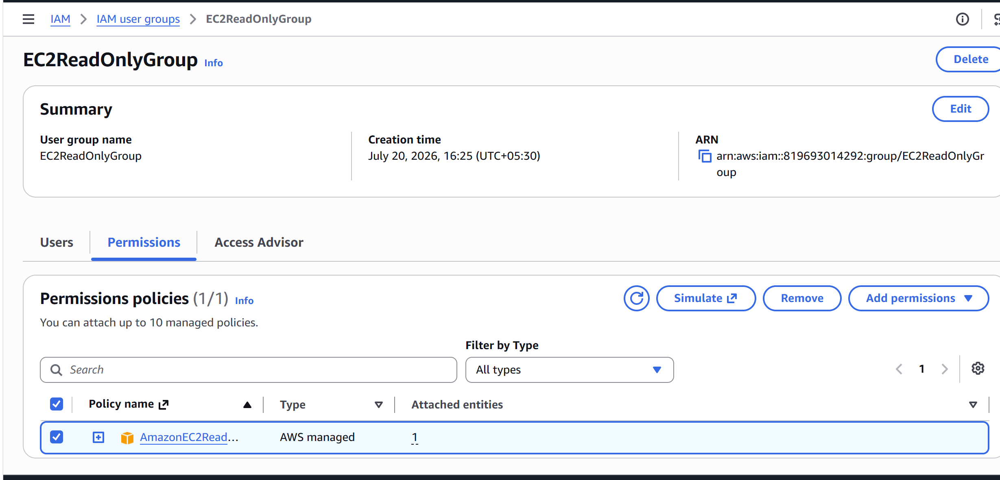 IAM > IAM user groups > EC2ReadOnlyGroup
EC2ReadOnlyGroup Info
Delete
Summary
Edit
User group name
EC2ReadOnlyGroup
Creation time
July 20, 2026, 16:25 (UTC+05:30)
ARN
arn:aws:iam::819693014292:group/EC2ReadOnlyGr
oup
Users
Permissions
Access Advisor
Permissions policies (1/1) Info
Simulate
Remove
Add permissions
You can attach up to 10 managed policies.
Filter by Type
Search
All types
1
Policy name
Type
Attached entities
AmazonEC2Read...
AWS managed
1